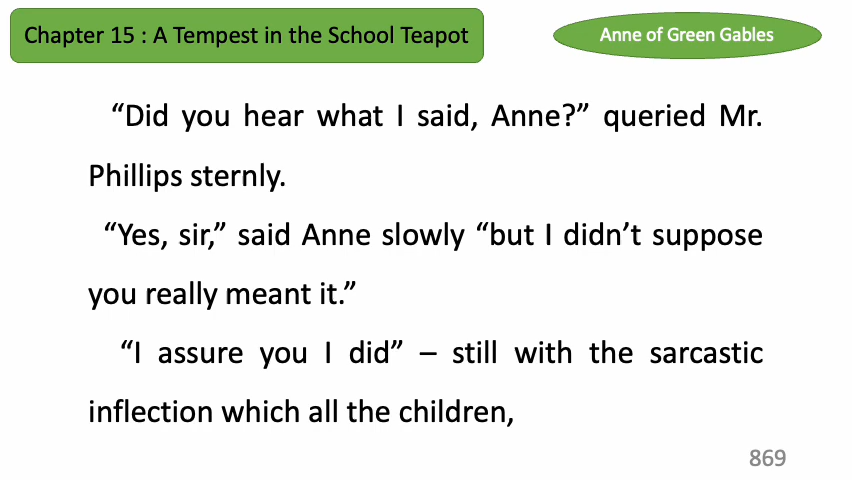 Chapter 15 : A Tempest in the School Teapot
Anne of Green Gables
“Did you hear what I said, Anne?” queried Mr.
Phillips sternly.
“Yes, sir,” said Anne slowly “but I didn’t suppose
you really meant it.”
“I assure you I did” – still with the sarcastic
inflection which all the children,
869